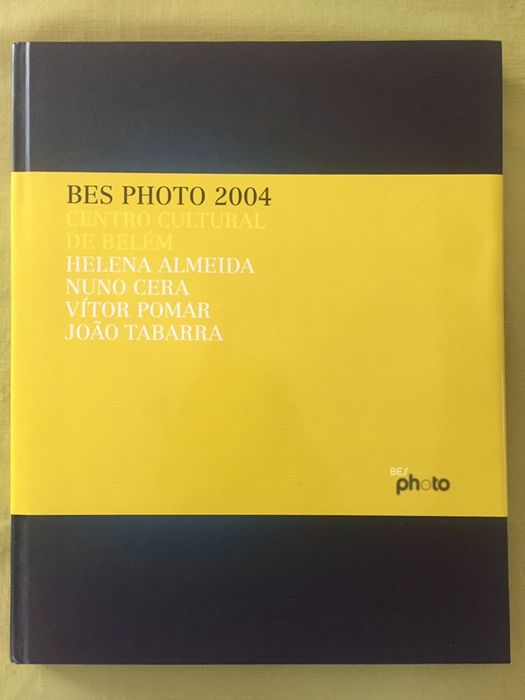 BES PHOTO 2004
CENTRO CULTURAL
DE BELÉM
HELENA ALMEIDA
NUNO CERA
VÍTOR POMAR
JOÃO TABARRA
BES
photo